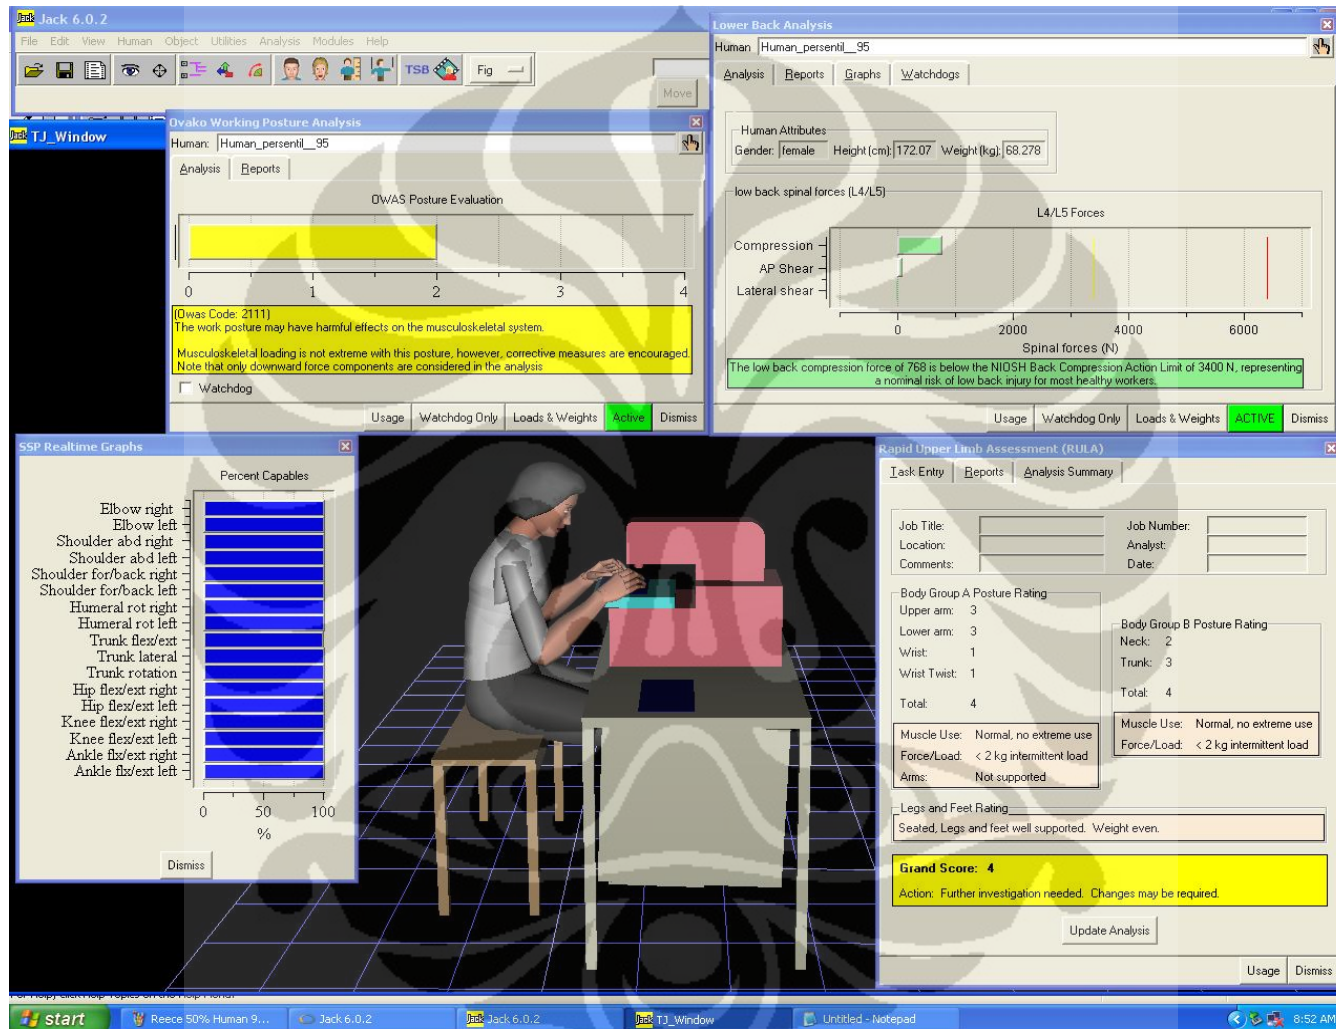 Jack Jack 6.0.2
File Edit View Human Object Utilities Analysis Modules Help
TSB Fig
Move
Jack TJ_Window
Ovako Working Posture Analysis
Human: Human_persentil__95
Analysis Reports
OWAS Posture Evaluation
0 1 2 3 4
(Owas Code: 2111)
The work posture may have harmful effects on the musculoskeletal system.
Musculoskeletal loading is not extreme with this posture, however, corrective measures are encouraged.
Note that only downward force components are considered in the analysis
Watchdog
Usage Watchdog Only Loads & Weights Active Dismiss
Lower Back Analysis
Human Human_persentil__95
Analysis Reports Graphs Watchdogs
Human Attributes
Gender: female Height (cm): 172.07 Weight (kg): 68.278
low back spinal forces (L4/L5)
L4/L5 Forces
Compression
AP Shear
Lateral shear
0 2000 4000 6000
Spinal forces (N)
The low back compression force of 768 is below the NIOSH Back Compression Action Limit of 3400 N, representing
a nominal risk of low back injury for most healthy workers.
Usage Watchdog Only Loads & Weights ACTIVE Dismiss
SSP Realtime Graphs
Percent Capables
Elbow right
Elbow left
Shoulder abd right
Shoulder abd left
Shoulder for/back right
Shoulder for/back left
Humeral rot right
Humeral rot left
Trunk flex/ext
Trunk lateral
Trunk rotation
Hip flex/ext right
Hip flex/ext left
Knee flex/ext right
Knee flex/ext left
Ankle flx/ext right
Ankle flx/ext left
0 50 100
%
Dismiss
Rapid Upper Limb Assessment (RULA)
Task Entry Reports Analysis Summary
Job Title: Job Number:
Location: Analyst:
Comments: Date:
Body Group A Posture Rating
Upper arm: 3
Lower arm: 3
Wrist: 1
Wrist Twist: 1
Total: 4
Muscle Use: Normal, no extreme use
Force/Load: < 2 kg intermittent load
Arms: Not supported
Body Group B Posture Rating
Neck: 2
Trunk: 3
Total: 4
Muscle Use: Normal, no extreme use
Force/Load: < 2 kg intermittent load
Legs and Feet Rating
Seated, Legs and feet well supported. Weight even.
Grand Score: 4
Action: Further investigation needed. Changes may be required.
Update Analysis
Usage Dismiss
start Reece 50% Human 9... Jack 6.0.2 Jack Jack 6.0.2 Jack TJ_Window Untitled - Notepad 8:52 AM